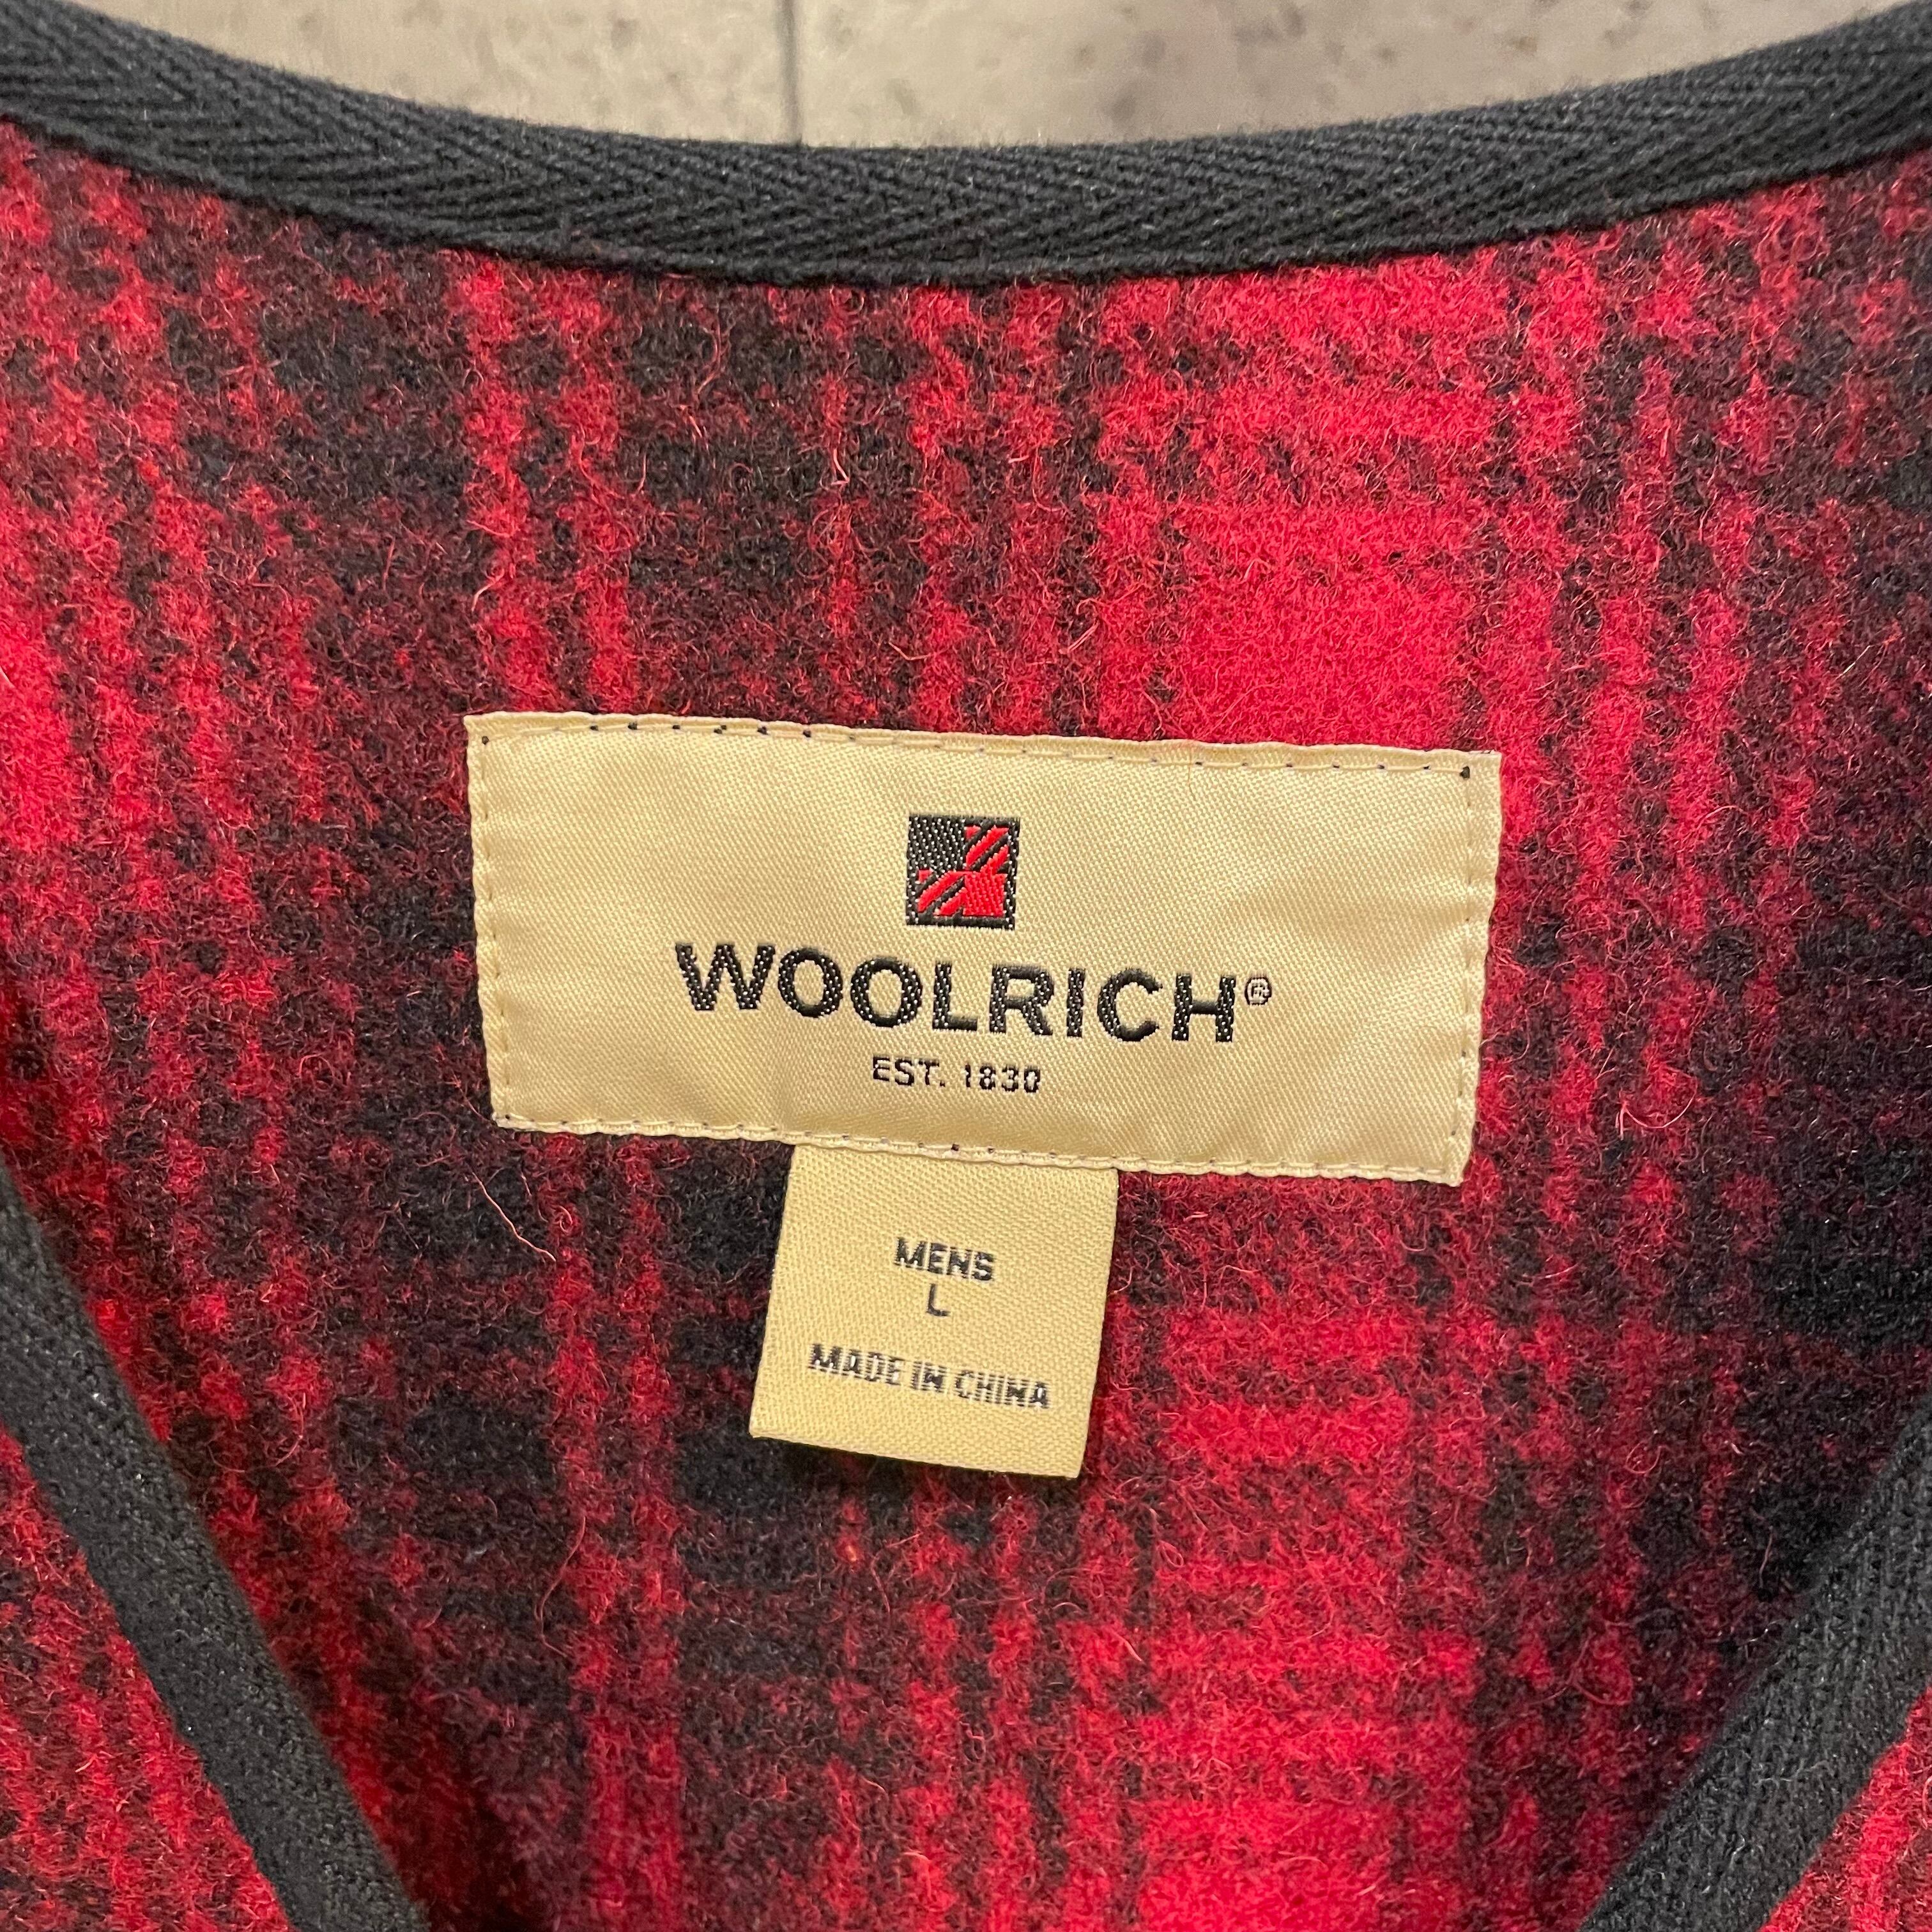 WOOLRICH®
EST. 1830
MENS
L
MADE IN CHINA